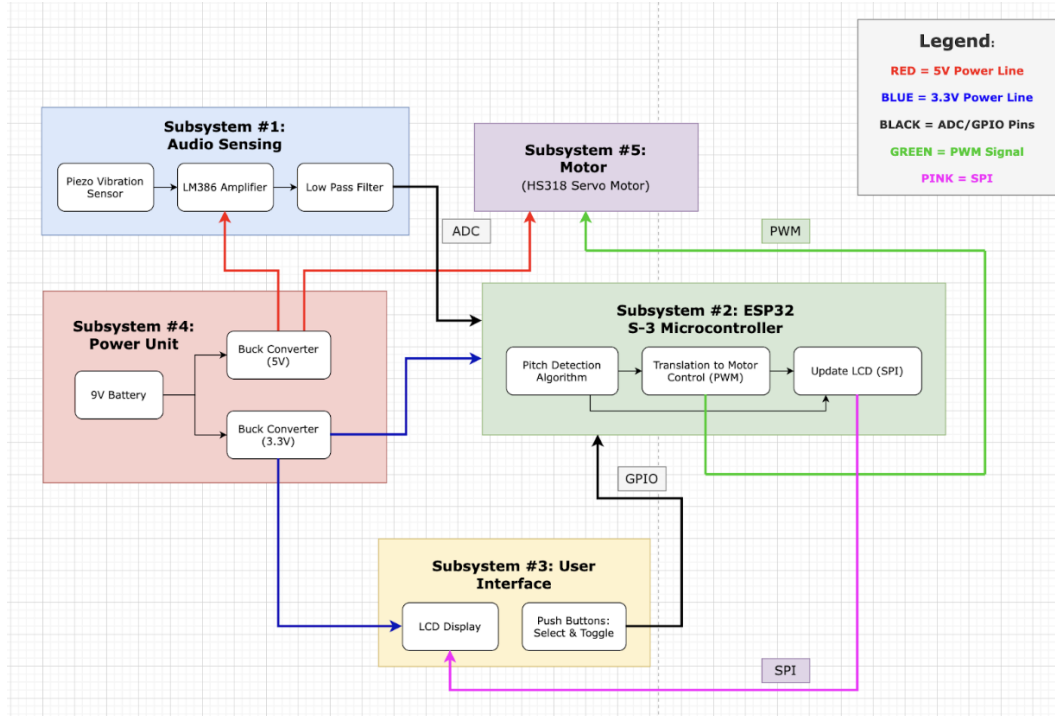 Legend:
RED = 5V Power Line
BLUE = 3.3V Power Line
BLACK = ADC/GPIO Pins
GREEN = PWM Signal
PINK = SPI
Subsystem #1:
Audio Sensing
Piezo Vibration
Sensor
LM386 Amplifier
Low Pass Filter
Subsystem #5:
Motor
(HS318 Servo Motor)
ADC
PWM
Subsystem #4:
Power Unit
9V Battery
Buck Converter
(5V)
Buck Converter
(3.3V)
Subsystem #2: ESP32
S-3 Microcontroller
Pitch Detection
Algorithm
Translation to Motor
Control (PWM)
Update LCD (SPI)
GPIO
Subsystem #3: User
Interface
LCD Display
Push Buttons:
Select & Toggle
SPI